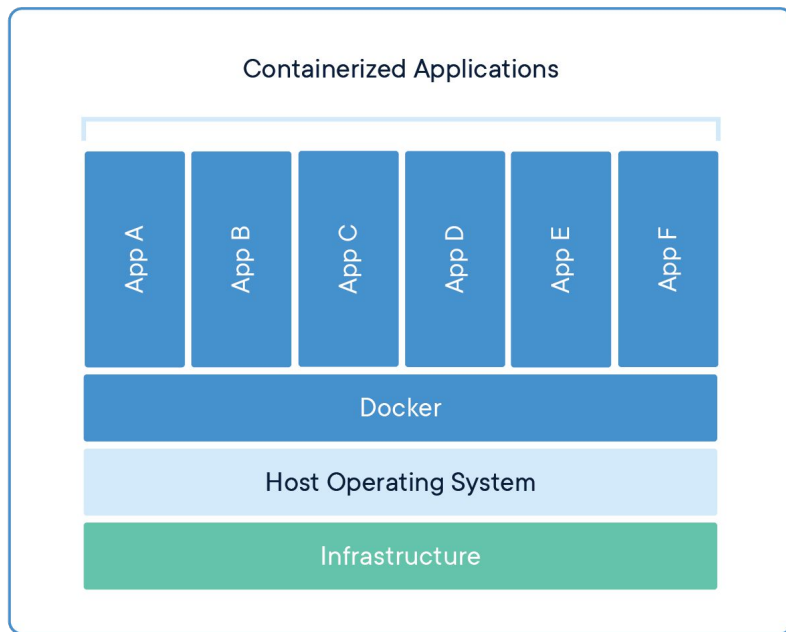 Containerized Applications
App A
App B
App C
App D
App E
App F
Docker
Host Operating System
Infrastructure